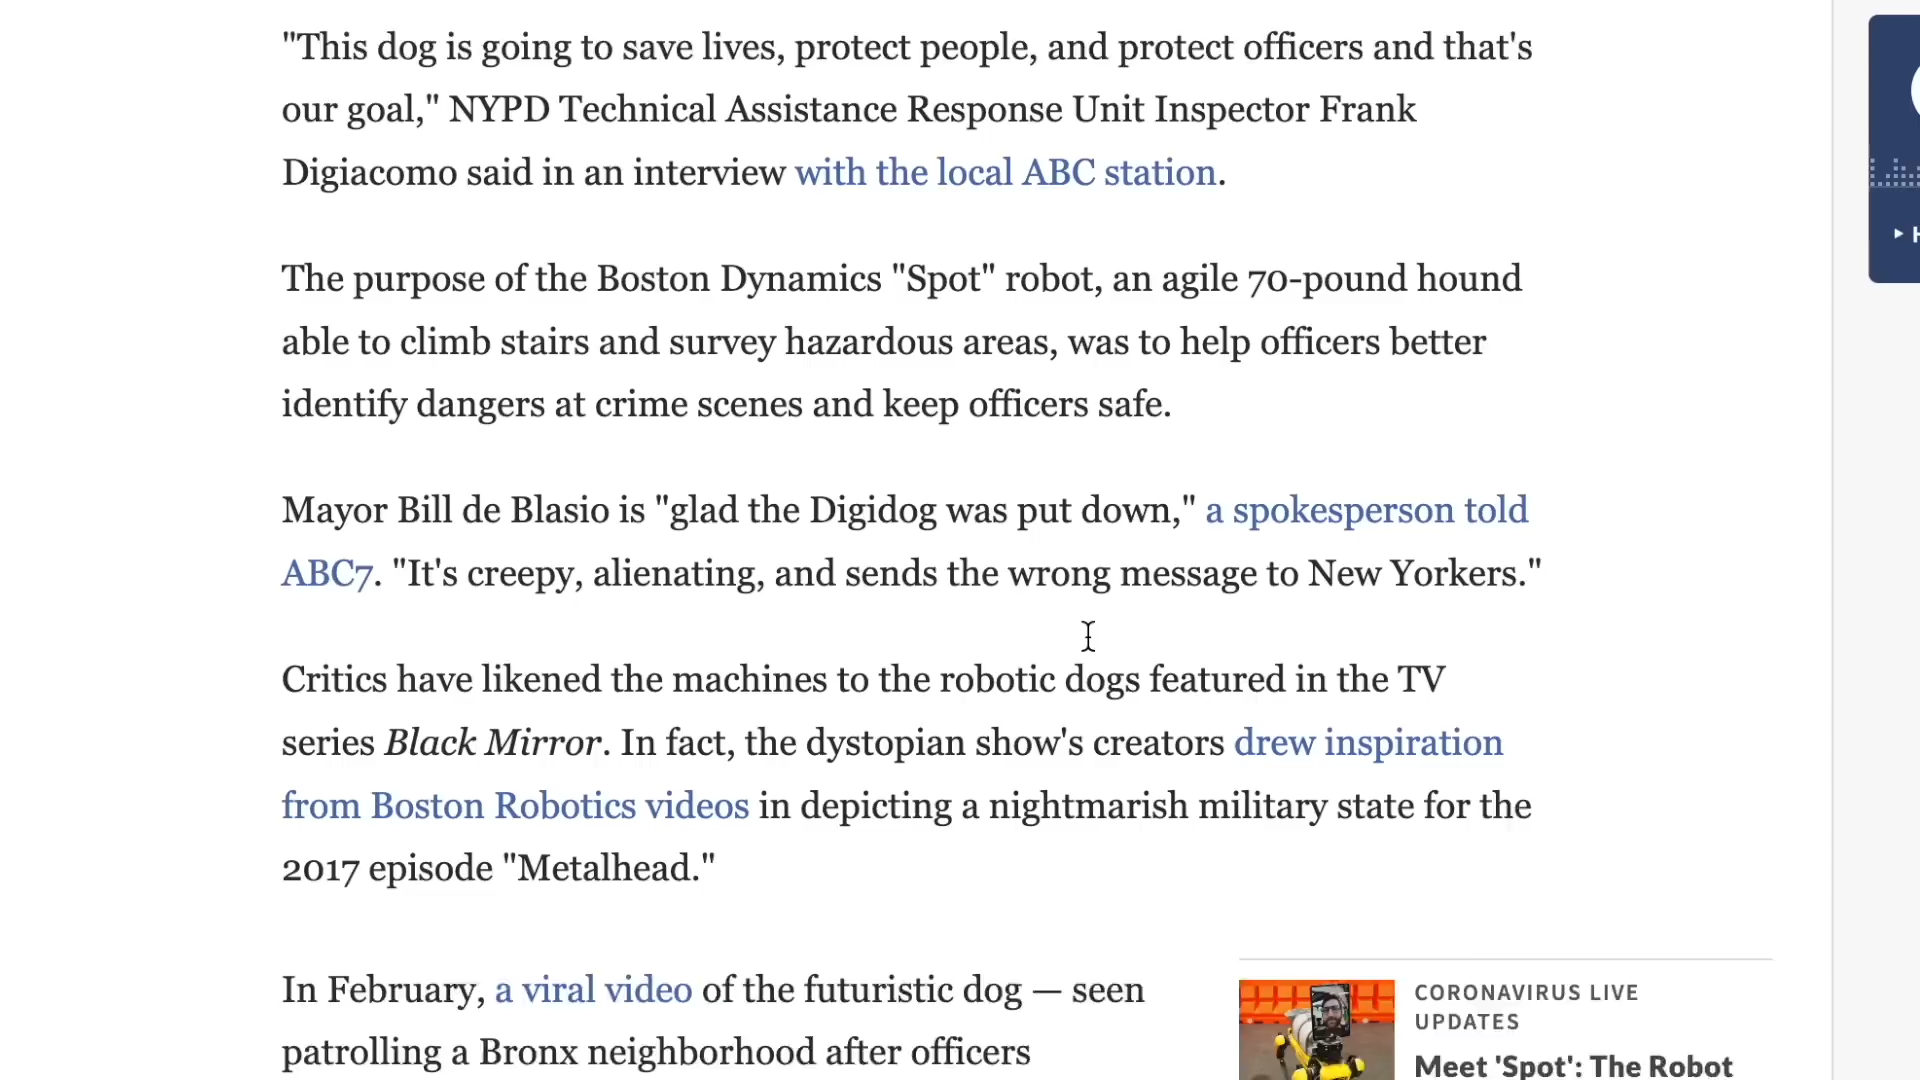 "This dog is going to save lives, protect people, and protect officers and that's
our goal," NYPD Technical Assistance Response Unit Inspector Frank
Digiacomo said in an interview with the local ABC station.
The purpose of the Boston Dynamics "Spot" robot, an agile 70-pound hound
able to climb stairs and survey hazardous areas, was to help officers better
identify dangers at crime scenes and keep officers safe.
Mayor Bill de Blasio is "glad the Digidog was put down," a spokesperson told
ABC7. "It's creepy, alienating, and sends the wrong message to New Yorkers."
Critics have likened the machines to the robotic dogs featured in the TV
series Black Mirror. In fact, the dystopian show's creators drew inspiration
from Boston Robotics videos in depicting a nightmarish military state for the
2017 episode "Metalhead."
In February, a viral video of the futuristic dog — seen
patrolling a Bronx neighborhood after officers
CORONAVIRUS LIVE
UPDATES
Meet 'Spot': The Robot